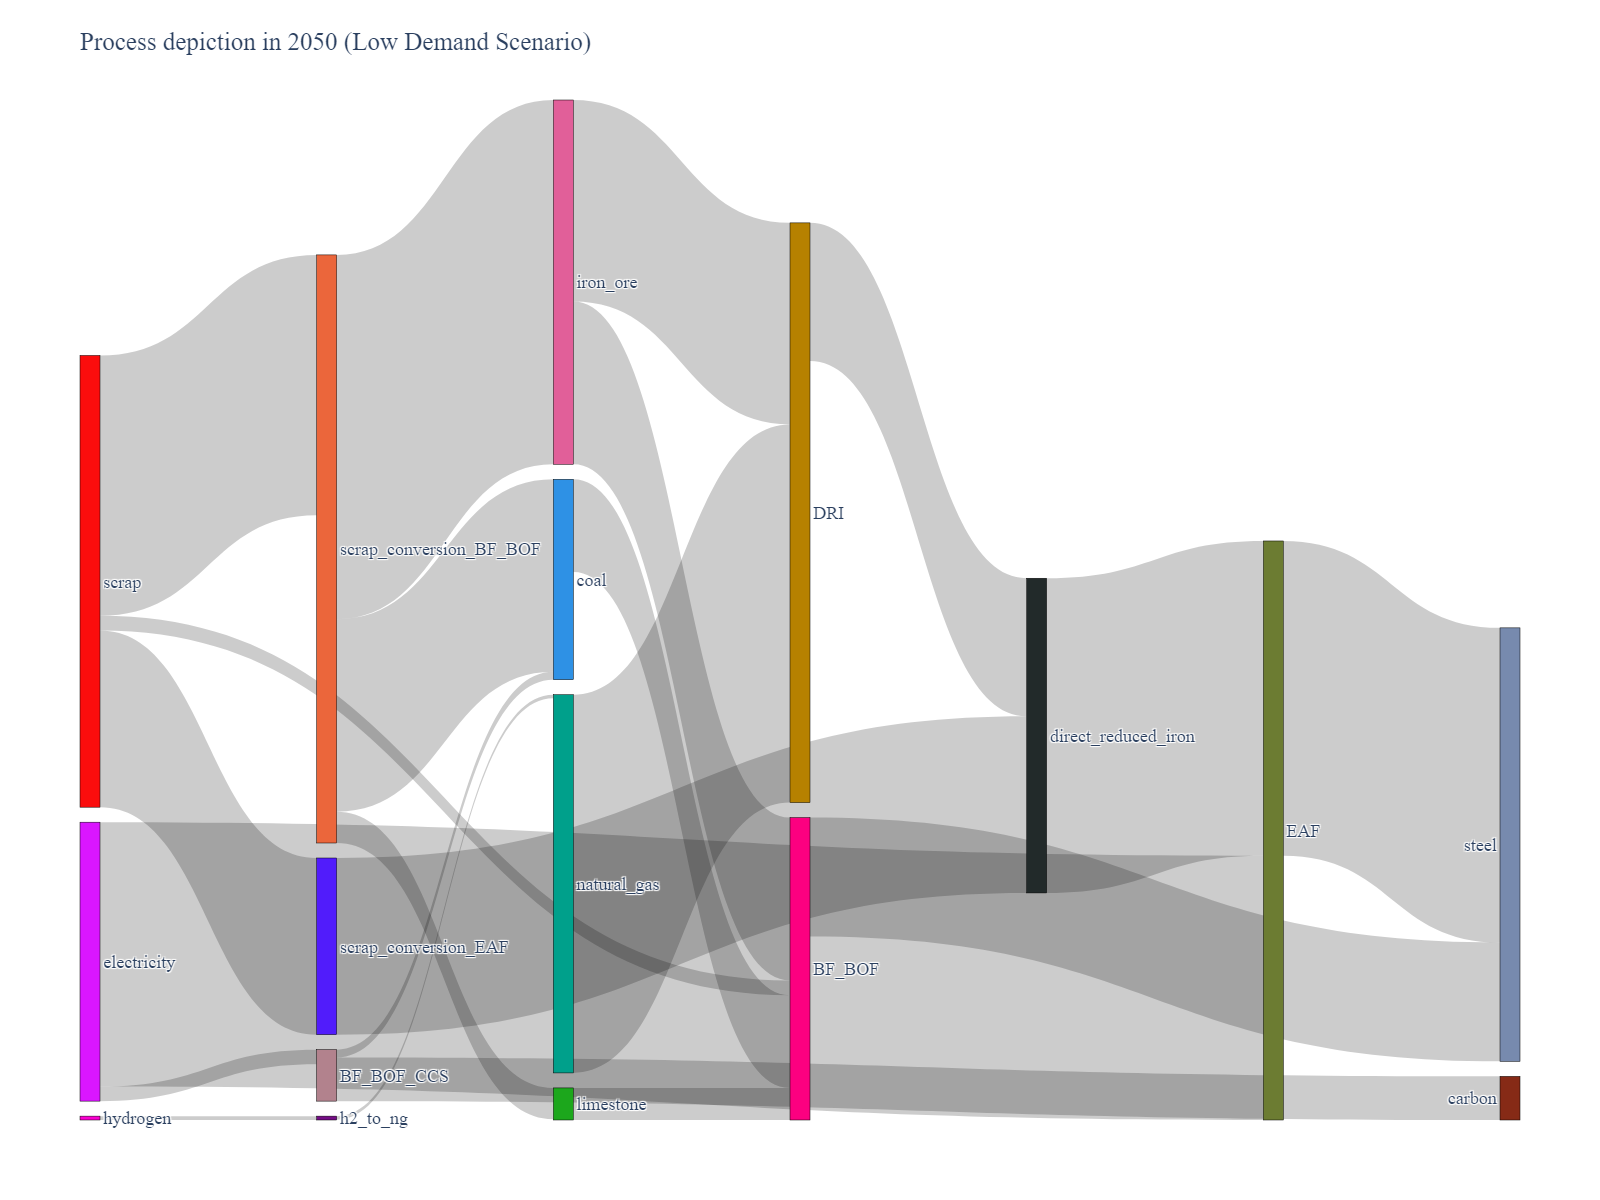 Process depiction in 2050 (Low Demand Scenario)
iron_ore
DRI
scrap_conversion_BF_BOF
scrap
coal
direct_reduced_iron
EAF
steel
natural_gas
scrap_conversion_EAF
electricity
BF_BOF
BF_BOF_CCS
limestone
carbon
hydrogen
h2_to_ng